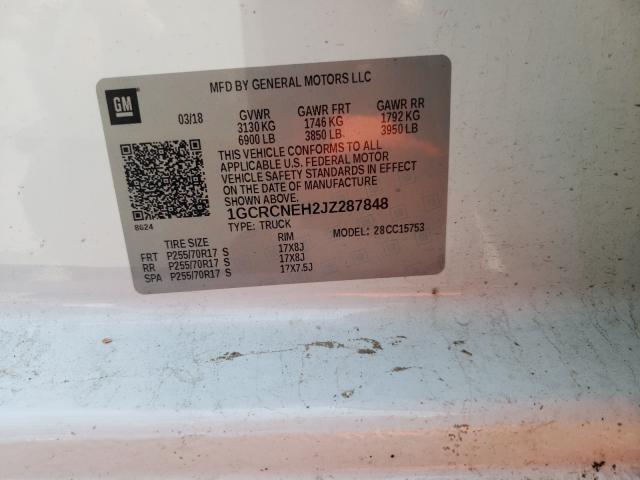 MFD BY GENERAL MOTORS LLC
GM
03/18 GVWR GAWR FRT GAWR RR
3130 KG 1746 KG 1792 KG
6900 LB 3850 LB 3950 LB
THIS VEHICLE CONFORMS TO ALL
APPLICABLE U.S. FEDERAL MOTOR
VEHICLE SAFETY STANDARDS IN EFFECT
ON THE DATE OF MANUFACTURE
SHOWN ABOVE.
1GCRCNEH2JZ287848
8624 TYPE: TRUCK MODEL: 28CC15753
TIRE SIZE RIM
FRT P255/70R17 S 17X8J
RR P255/70R17 S 17X8J
SPA P255/70R17 S 17X7.5J